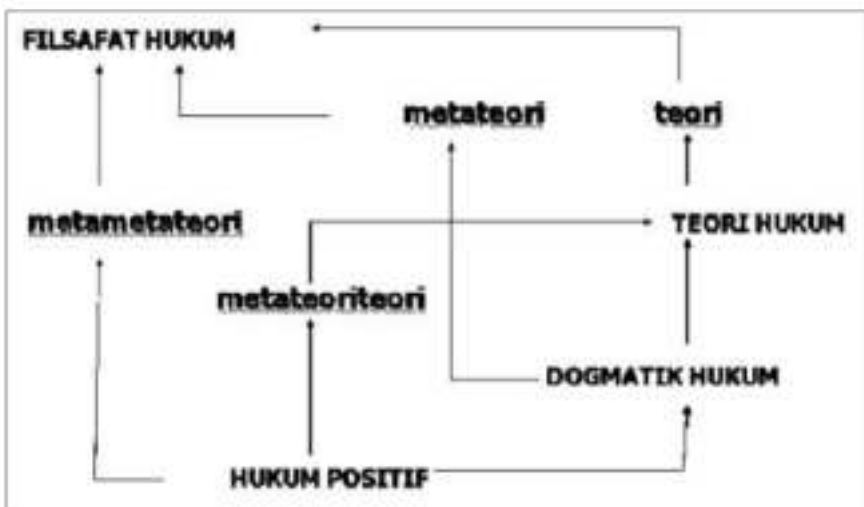 FILSAFAT HUKUM
metateori
teori
metametateori
TEORI HUKUM
metateoriteori
DOGMATIK HUKUM
HUKUM POSITIF